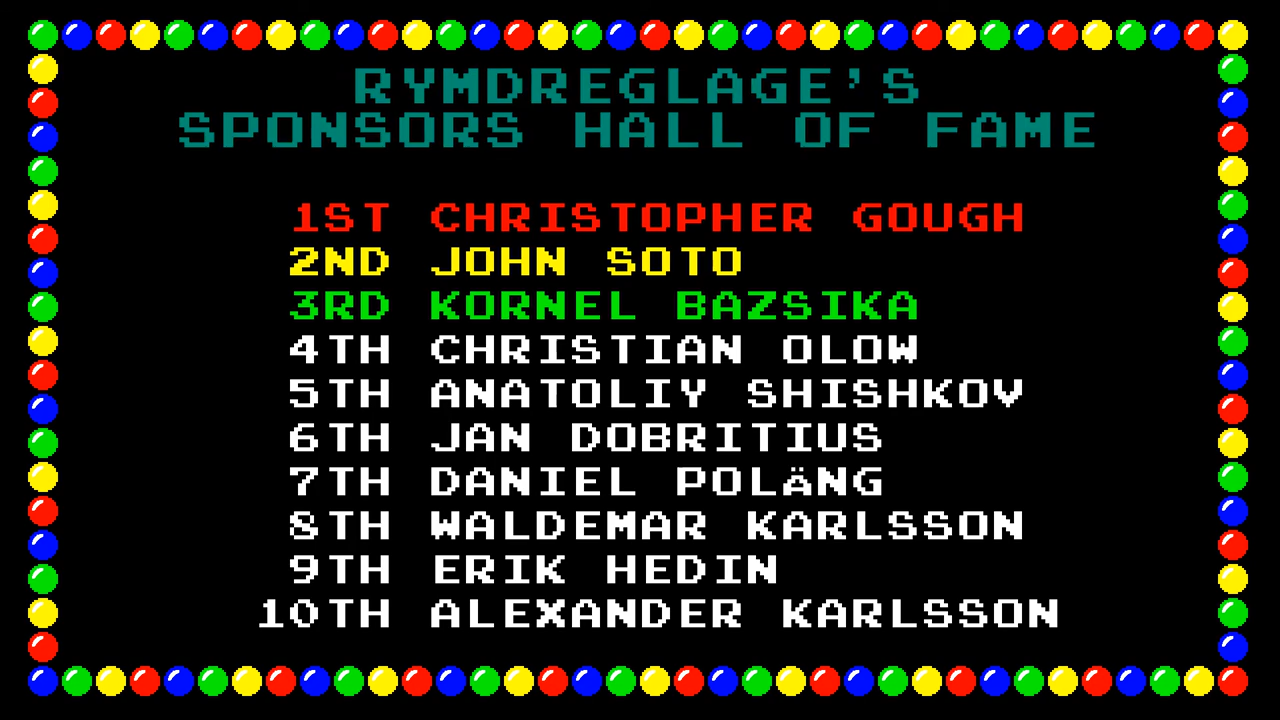 RYMDREGLAGE'S
SPONSORS HALL OF FAME
1ST CHRISTOPHER GOUGH
2ND JOHN SOTO
3RD KORNEL BAZSIKA
4TH CHRISTIAN OLOW
5TH ANATOLIY SHISHKOV
6TH JAN DOBRITIUS
7TH DANIEL POLÄNG
8TH WALDEMAR KARLSSON
9TH ERIK HEDIN
10TH ALEXANDER KARLSSON